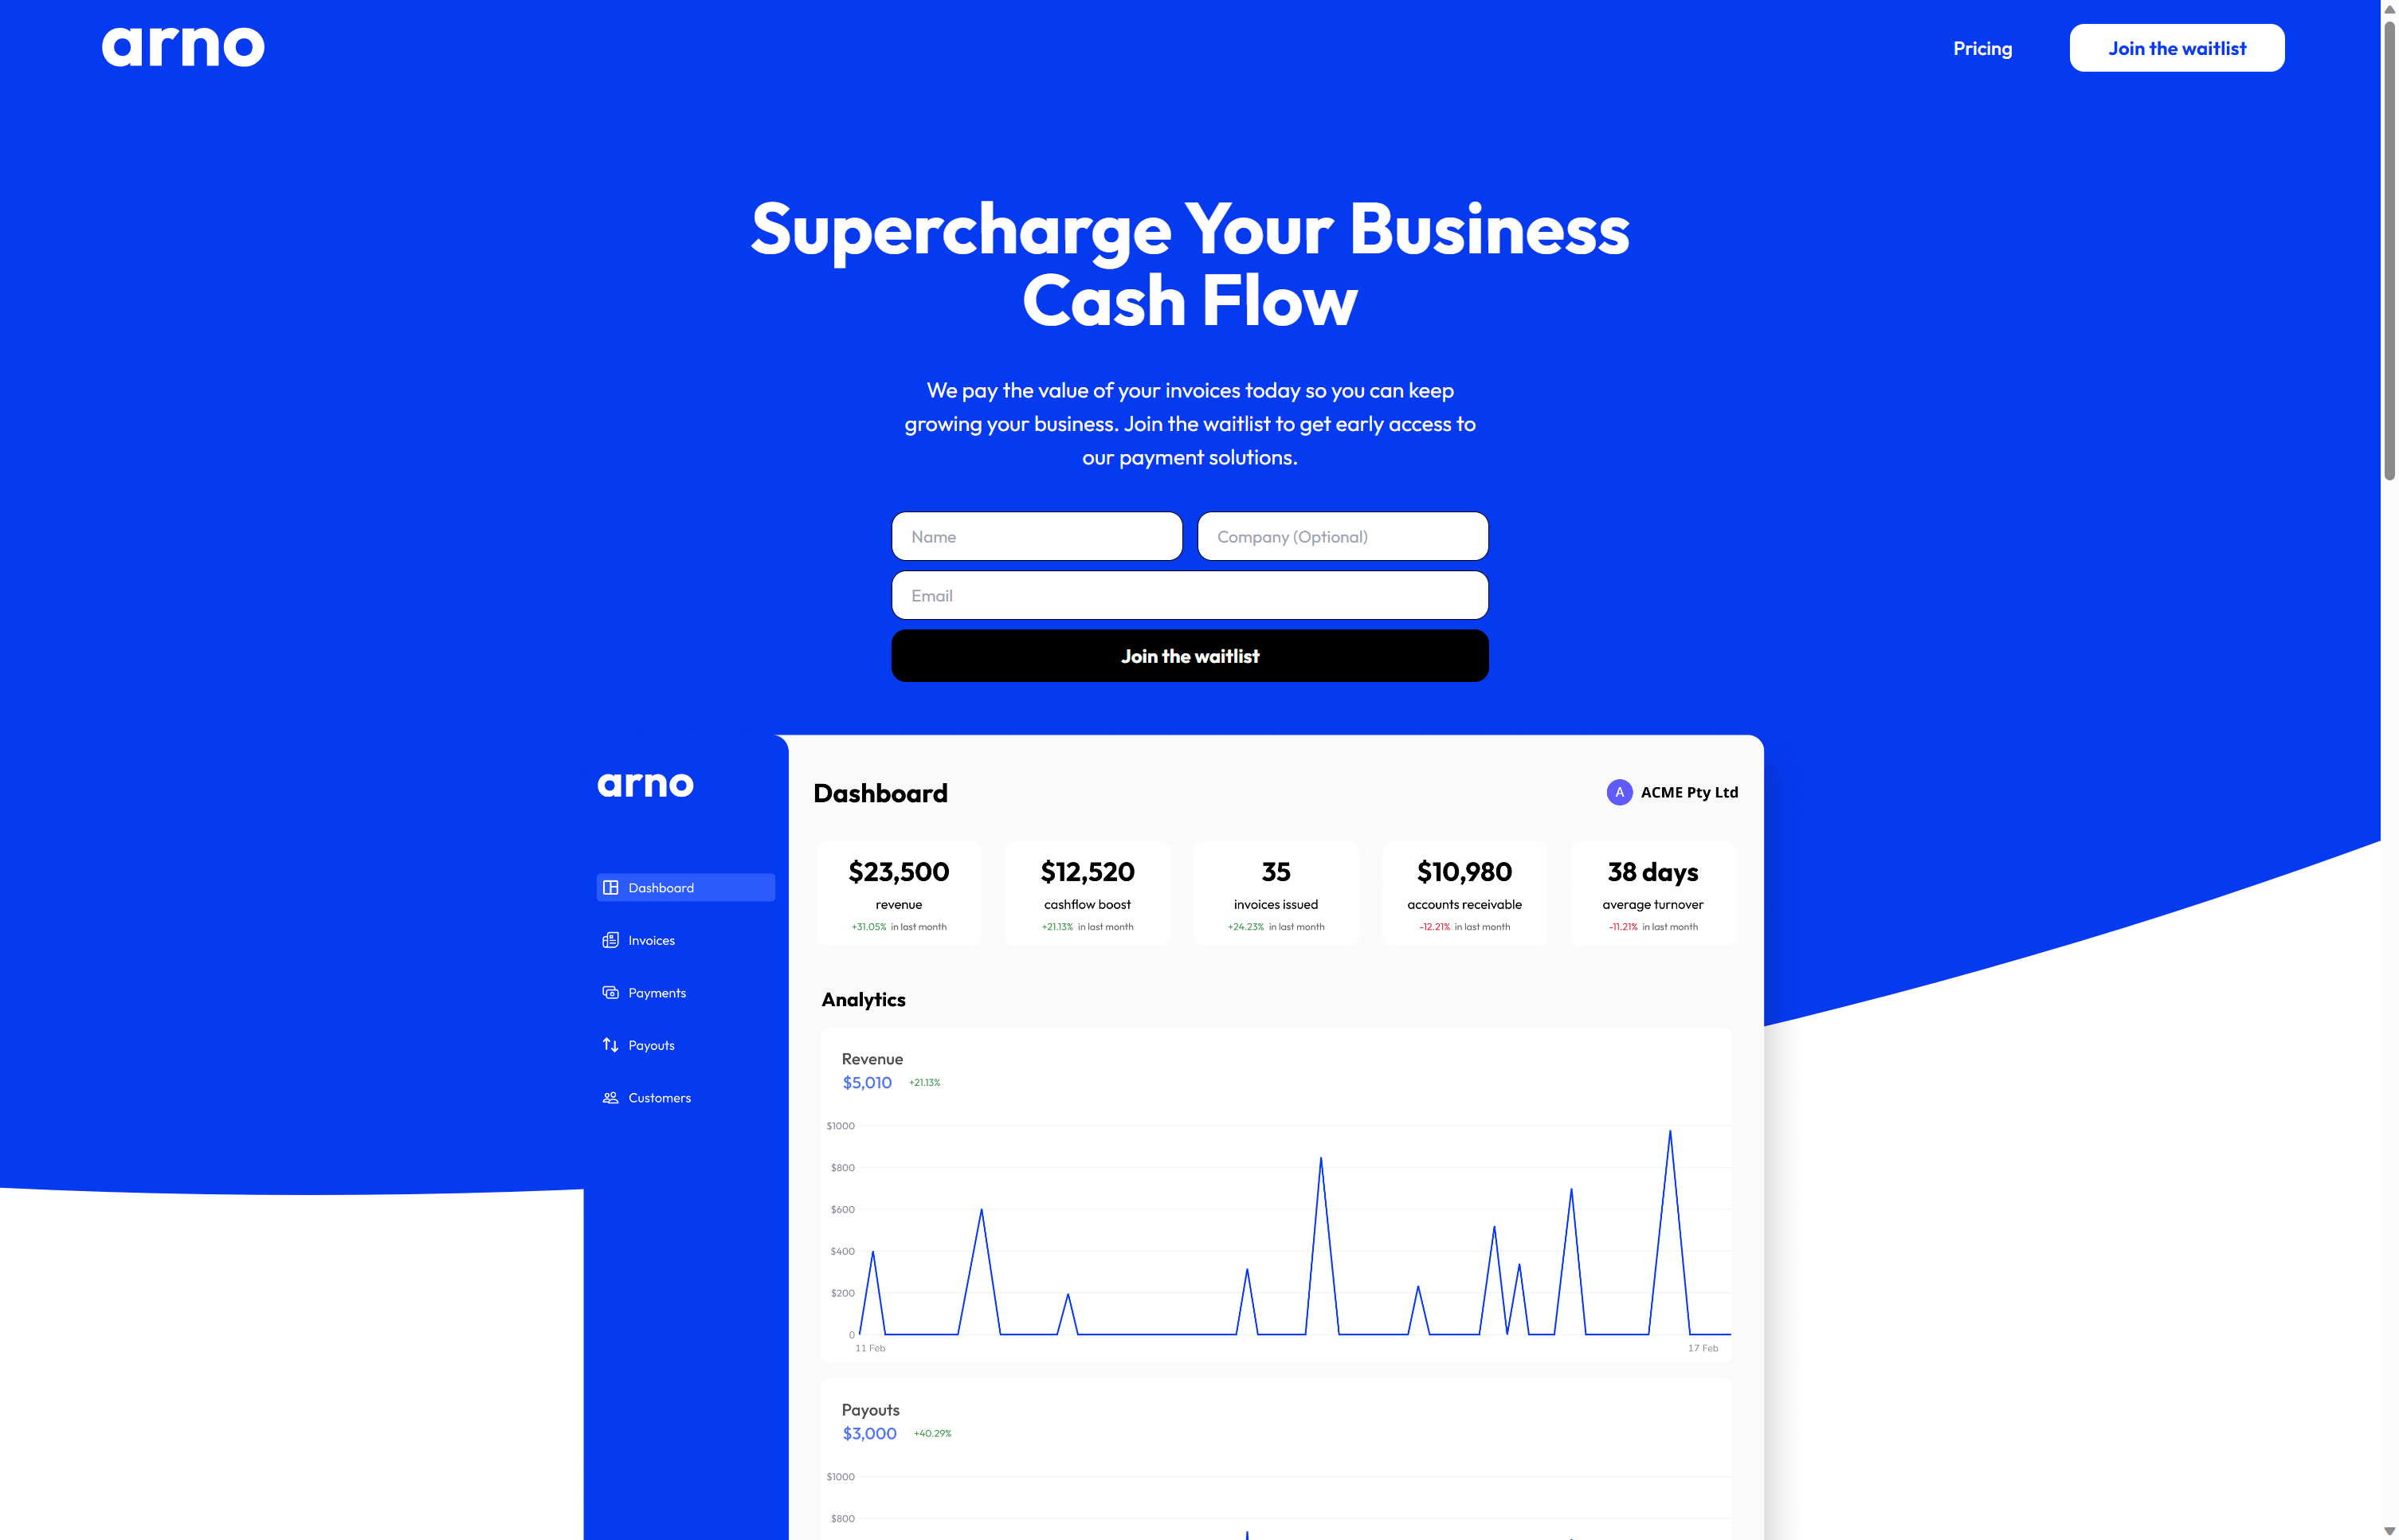 arno
Pricing
Join the waitlist
Supercharge Your Business
Cash Flow
We pay the value of your invoices today so you can keep
growing your business. Join the waitlist to get early access to
our payment solutions.
Name
Company (Optional)
Email
Join the waitlist
arno
Dashboard
Invoices
Payments
Payouts
Customers
Dashboard
A
ACME Pty Ltd
$23,500
revenue
+31.05% in last month
$12,520
cashflow boost
+21.13% in last month
35
invoices issued
+24.23% in last month
$10,980
accounts receivable
-12.21% in last month
38 days
average turnover
-11.21% in last month
Analytics
Revenue
$5,010 +21.13%
$1000
$800
$600
$400
$200
0
11 Feb
17 Feb
Payouts
$3,000 +40.29%
$1000
$800